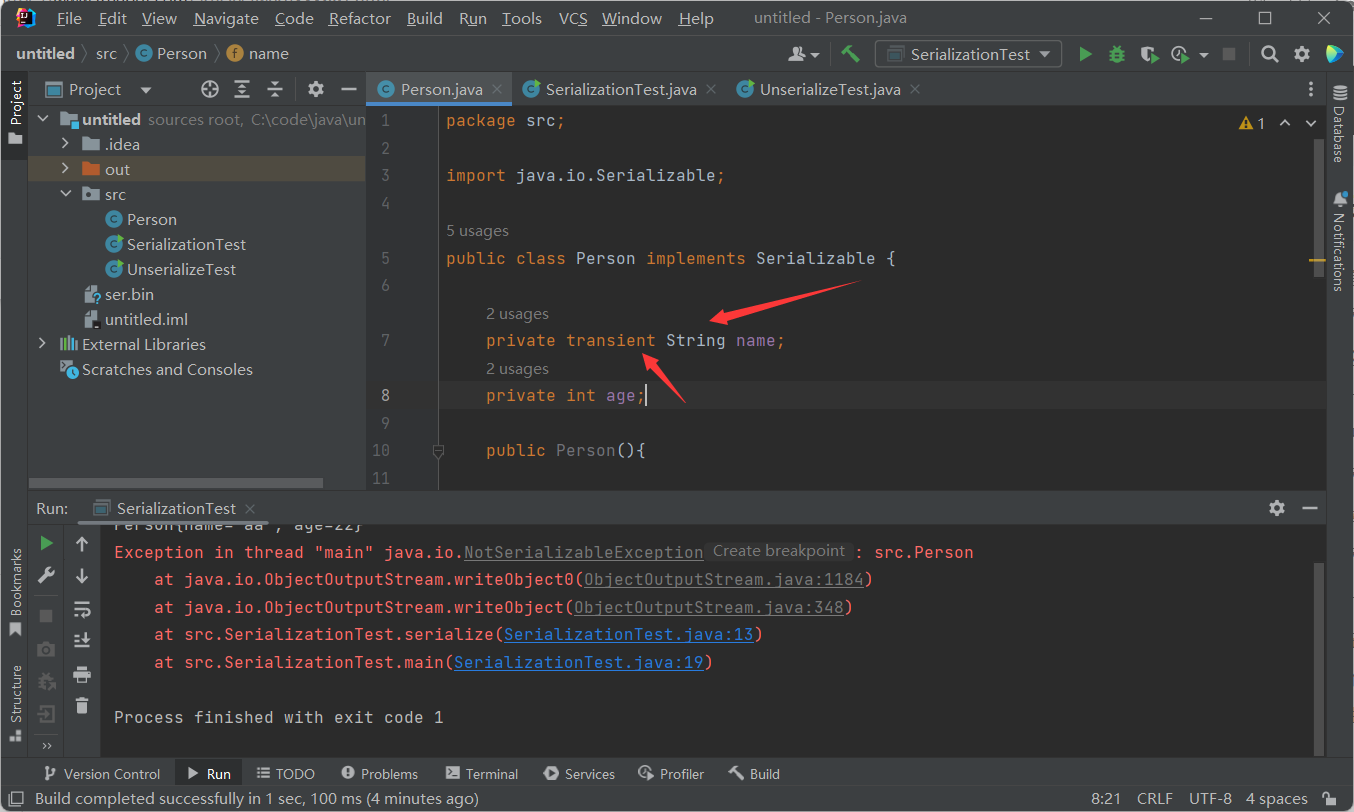 File Edit View Navigate Code Refactor Build Run Tools VCS Window Help untitled - Person.java
untitled src Person name SerializationTest
Project
Project
Person.java SerializationTest.java UnserializeTest.java
untitled sources root, C:\code\java\un
.idea
out
src
Person
SerializationTest
UnserializeTest
ser.bin
untitled.iml
External Libraries
Scratches and Consoles
1 package src;
2
3 import java.io.Serializable;
4
5 usages
5 public class Person implements Serializable {
6
2 usages
7 private transient String name;
2 usages
8 private int age;
9
10 public Person(){
11
1
Database
Notifications
Run: SerializationTest
Person{name='aa', age=22}
Exception in thread "main" java.io.NotSerializableException Create breakpoint : src.Person
at java.io.ObjectOutputStream.writeObject0(ObjectOutputStream.java:1184)
at java.io.ObjectOutputStream.writeObject(ObjectOutputStream.java:348)
at src.SerializationTest.serialize(SerializationTest.java:13)
at src.SerializationTest.main(SerializationTest.java:19)
Process finished with exit code 1
Bookmarks
Structure
Version Control Run TODO Problems Terminal Services Profiler Build
Build completed successfully in 1 sec, 100 ms (4 minutes ago) 8:21 CRLF UTF-8 4 spaces